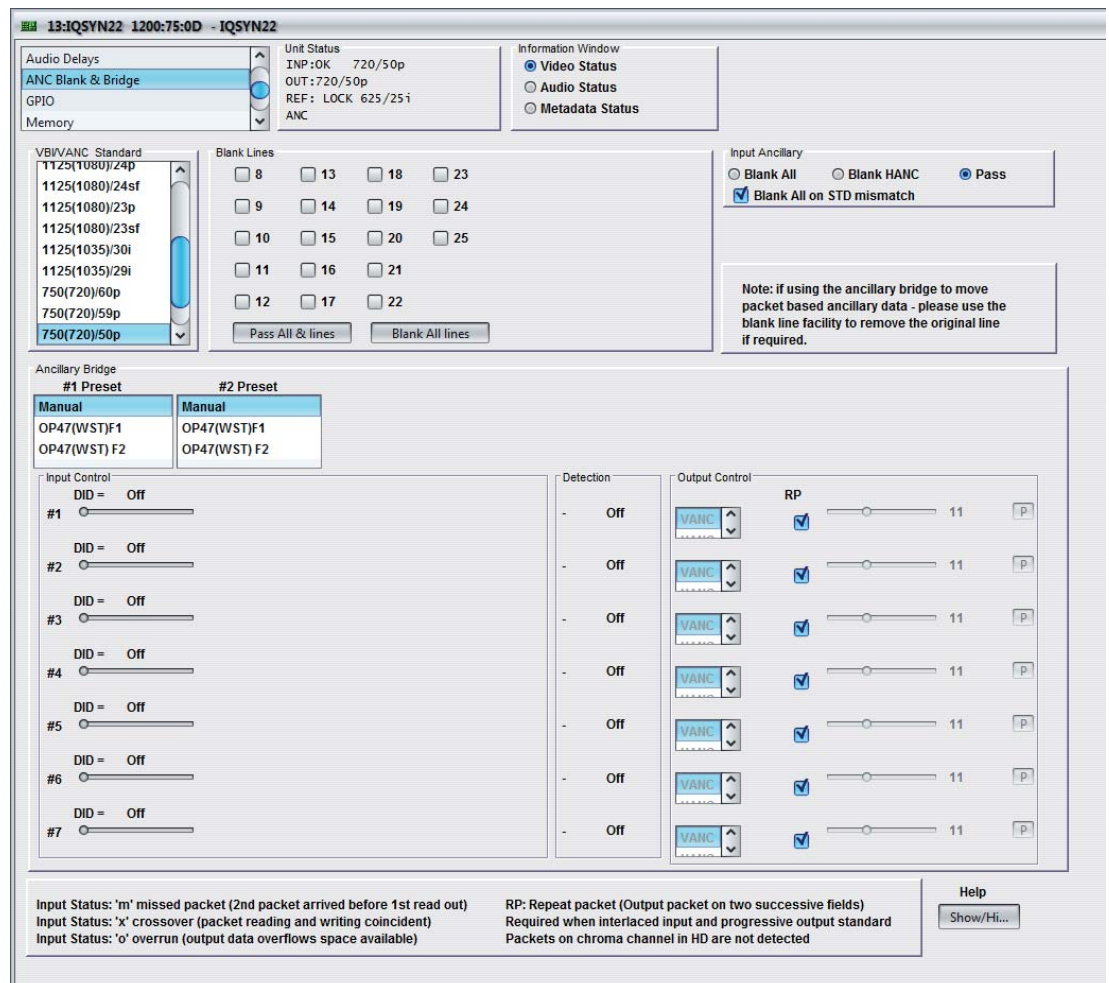 13:IQSYN22 1200:75:0D - IQSYN22
Audio Delays
ANC Blank & Bridge
GPIO
Memory
Unit Status
INP:OK 720/50p
OUT:720/50p
REF: LOCK 625/25i
ANC
Information Window
Video Status
Audio Status
Metadata Status
VBI/VANC Standard
1125(1080)/24p
1125(1080)/24sf
1125(1080)/23p
1125(1080)/23sf
1125(1035)/30i
1125(1035)/29i
750(720)/60p
750(720)/59p
750(720)/50p
Blank Lines
8 13 18 23
9 14 19 24
10 15 20 25
11 16 21
12 17 22
Pass All & lines Blank All lines
Input Ancillary
Blank All Blank HANC Pass
Blank All on STD mismatch
Note: if using the ancillary bridge to move
packet based ancillary data - please use the
blank line facility to remove the original line
if required.
Ancillary Bridge
#1 Preset #2 Preset
Manual Manual
OP47(WST)F1 OP47(WST)F1
OP47(WST) F2 OP47(WST) F2
Input Control Detection Output Control
DID = Off RP
#1 - Off VANC 11 P
DID = Off
#2 - Off VANC 11 P
DID = Off
#3 - Off VANC 11 P
DID = Off
#4 - Off VANC 11 P
DID = Off
#5 - Off VANC 11 P
DID = Off
#6 - Off VANC 11 P
DID = Off
#7 - Off VANC 11 P
Input Status: 'm' missed packet (2nd packet arrived before 1st read out)
Input Status: 'x' crossover (packet reading and writing coincident)
Input Status: 'o' overrun (output data overflows space available)
RP: Repeat packet (Output packet on two successive fields)
Required when interlaced input and progressive output standard
Packets on chroma channel in HD are not detected
Help
Show/Hi...